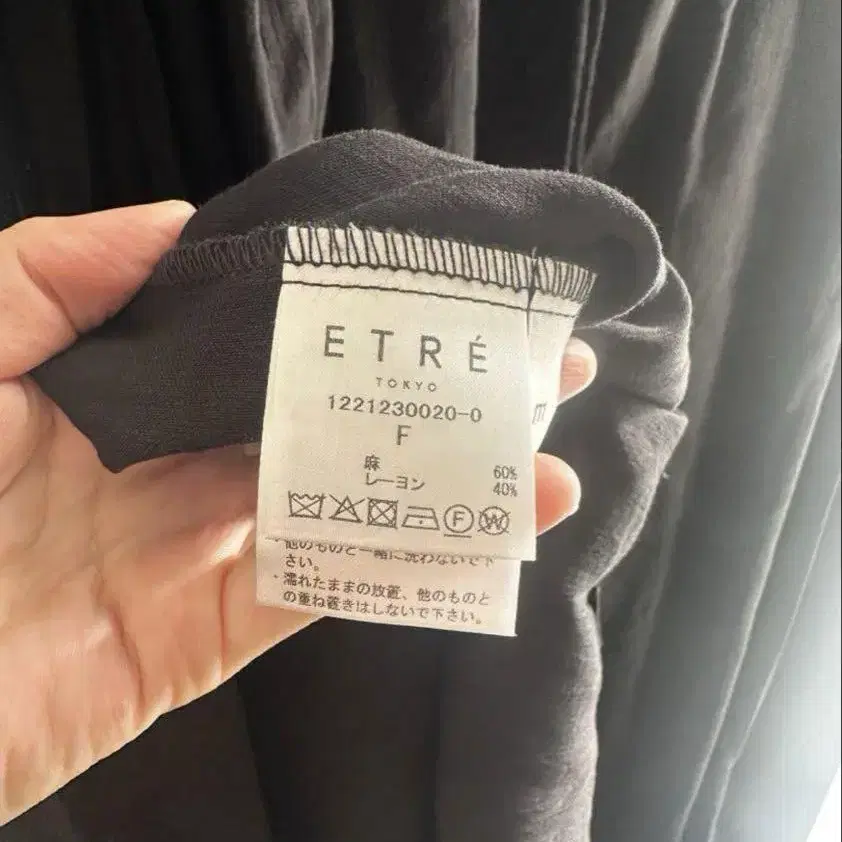 ETRÉ
TOKYO
1221230020-0
F
麻 60%
レーヨン 40%
F
W
・他のものと一緒に洗わないで下
さい。
・濡れたままの放置、他のものと
の重ね置きはしないで下さい。